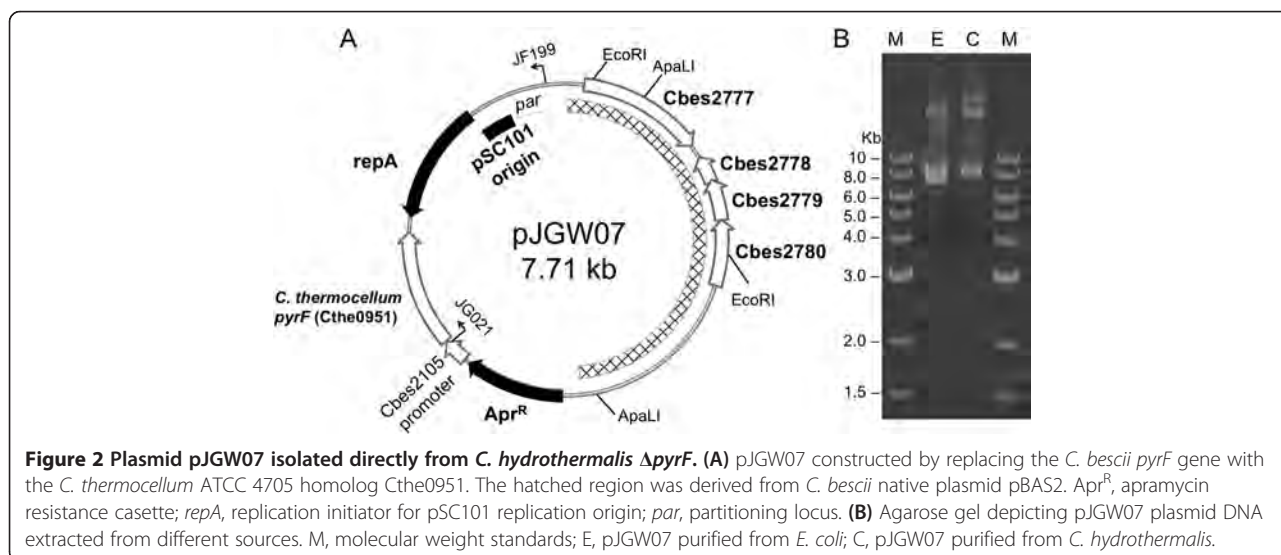 A
JF199
EcoRI
ApaLI
Cbes2777
Cbes2778
Cbes2779
Cbes2780
EcoRI
ApaLI
Apr^R
Cbes2105
promoter
JG021
C. thermocellum
pyrF (Cthe0951)
repA
par
pSC101
origin
pJGW07
7.71 kb
B
M E C M
Kb
10
8.0
6.0
5.0
4.0
3.0
2.0
1.5
Figure 2 Plasmid pJGW07 isolated directly from C. hydrothermalis ΔpyrF. (A) pJGW07 constructed by replacing the C. bescii pyrF gene with
the C. thermocellum ATCC 4705 homolog Cthe0951. The hatched region was derived from C. bescii native plasmid pBAS2. Apr^R, apramycin
resistance casette; repA, replication initiator for pSC101 replication origin; par, partitioning locus. (B) Agarose gel depicting pJGW07 plasmid DNA
extracted from different sources. M, molecular weight standards; E, pJGW07 purified from E. coli; C, pJGW07 purified from C. hydrothermalis.